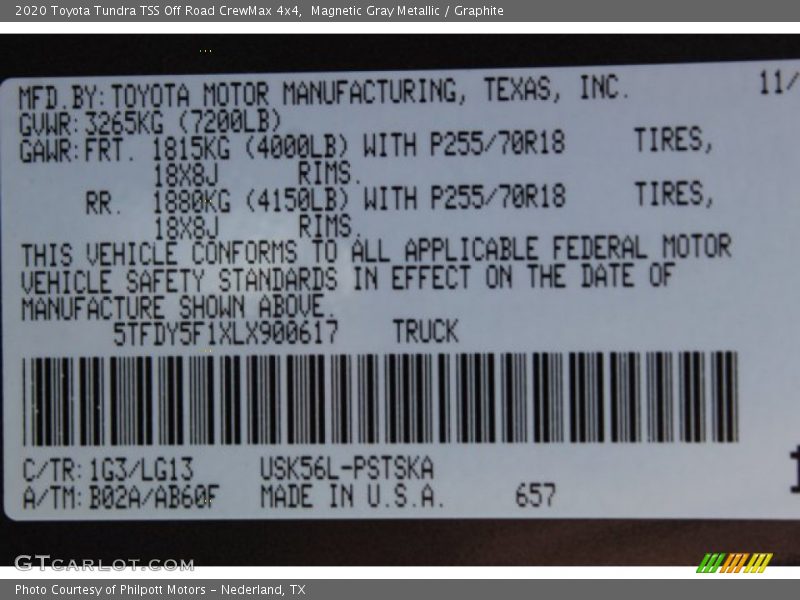 2020 Toyota Tundra TSS Off Road CrewMax 4x4, Magnetic Gray Metallic / Graphite
MFD.BY: TOYOTA MOTOR MANUFACTURING, TEXAS, INC. 11/
GVWR: 3265KG (7200LB)
GAWR: FRT. 1815KG (4000LB) WITH P255/70R18 TIRES,
18X8J RIMS.
RR. 1880KG (4150LB) WITH P255/70R18 TIRES,
18X8J RIMS.
THIS VEHICLE CONFORMS TO ALL APPLICABLE FEDERAL MOTOR
VEHICLE SAFETY STANDARDS IN EFFECT ON THE DATE OF
MANUFACTURE SHOWN ABOVE.
5TFDY5F1XLX900617 TRUCK
C/TR: 1G3/LG13 USK56L-PSTSKA
A/TM: B02A/AB60F MADE IN U.S.A. 657
GTCARLOT.COM
Photo Courtesy of Philpott Motors - Nederland, TX